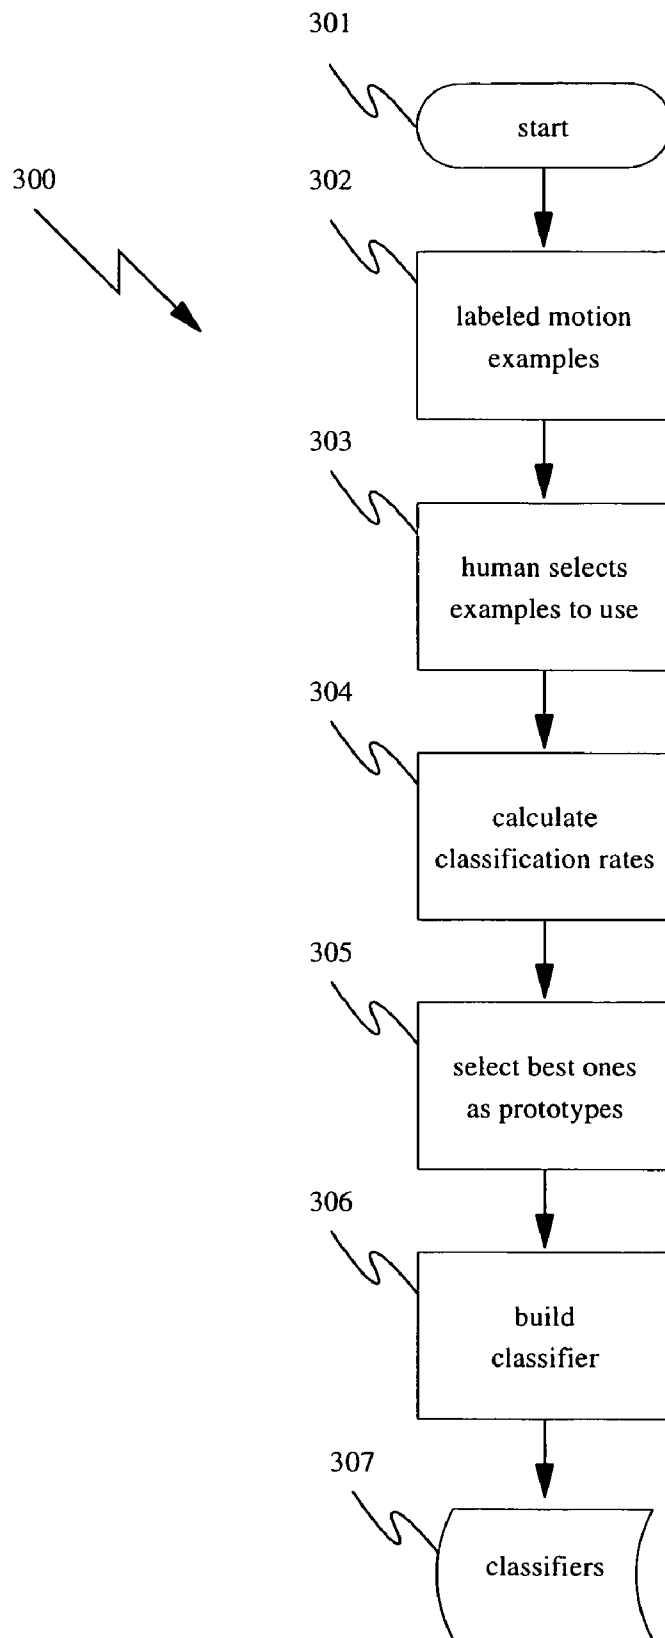 301
start
300
302
labeled motion
examples
303
human selects
examples to use
304
calculate
classification rates
305
select best ones
as prototypes
306
build
classifier
307
classifiers